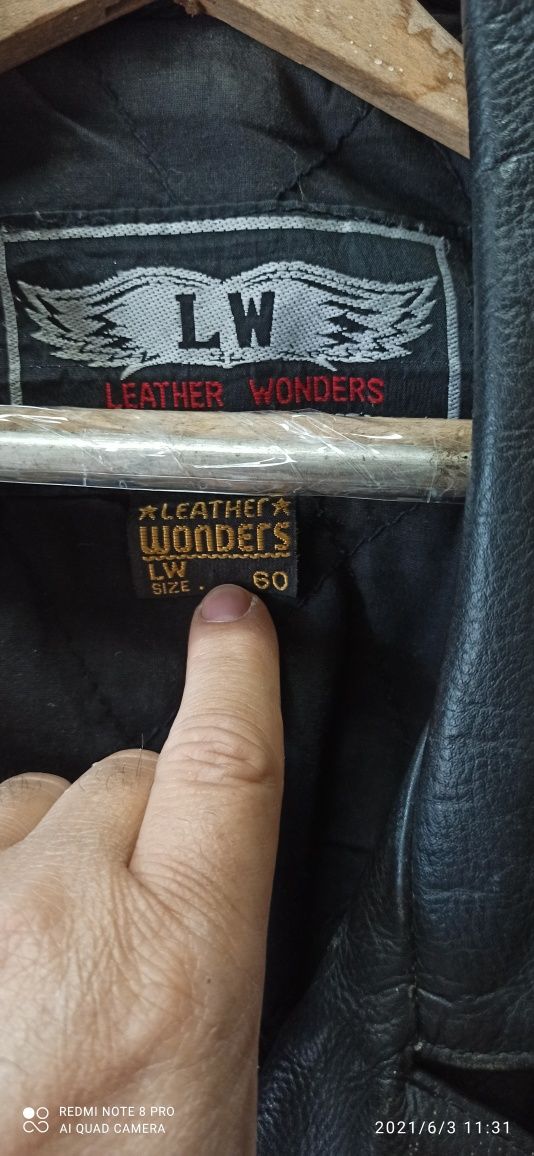 LW
LEATHER WONDERS
★LEATHER★
WONDERS
LW
SIZE . 60
REDMI NOTE 8 PRO
AI QUAD CAMERA
2021/6/3 11:31